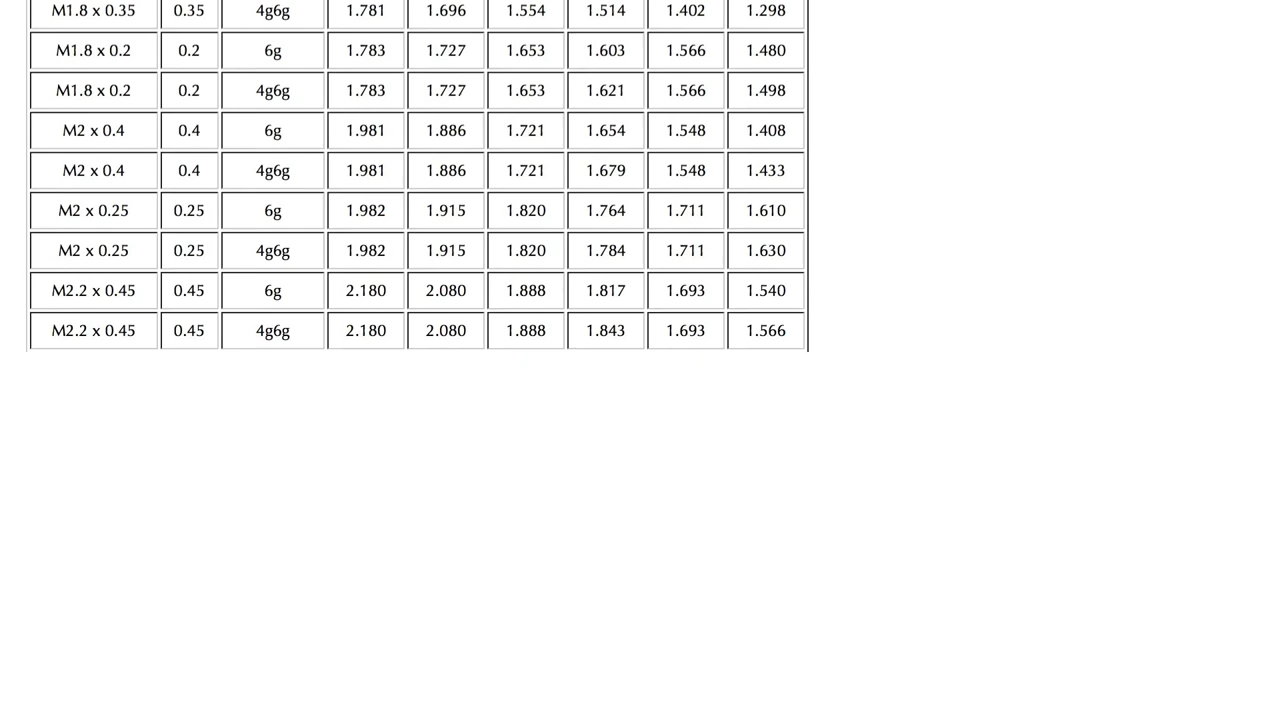 M1.8 x 0.35 0.35 4g6g 1.781 1.696 1.554 1.514 1.402 1.298
M1.8 x 0.2 0.2 6g 1.783 1.727 1.653 1.603 1.566 1.480
M1.8 x 0.2 0.2 4g6g 1.783 1.727 1.653 1.621 1.566 1.498
M2 x 0.4 0.4 6g 1.981 1.886 1.721 1.654 1.548 1.408
M2 x 0.4 0.4 4g6g 1.981 1.886 1.721 1.679 1.548 1.433
M2 x 0.25 0.25 6g 1.982 1.915 1.820 1.764 1.711 1.610
M2 x 0.25 0.25 4g6g 1.982 1.915 1.820 1.784 1.711 1.630
M2.2 x 0.45 0.45 6g 2.180 2.080 1.888 1.817 1.693 1.540
M2.2 x 0.45 0.45 4g6g 2.180 2.080 1.888 1.843 1.693 1.566